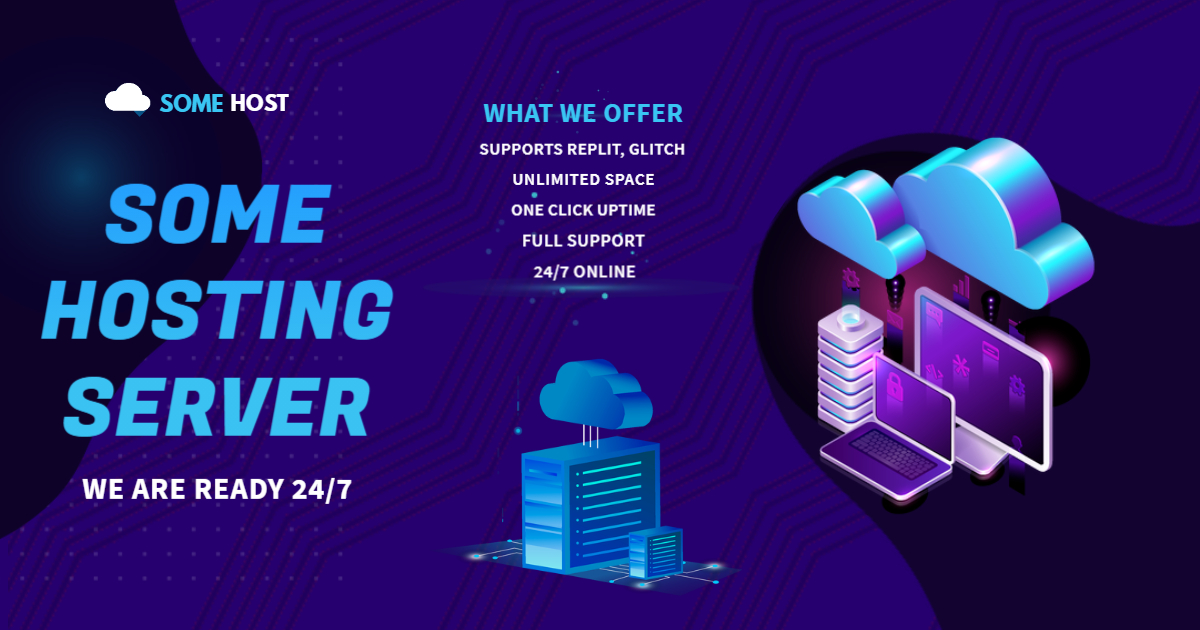 SOME HOST
SOME
HOSTING
SERVER
WE ARE READY 24/7
WHAT WE OFFER
SUPPORTS REPLIT, GLITCH
UNLIMITED SPACE
ONE CLICK UPTIME
FULL SUPPORT
24/7 ONLINE